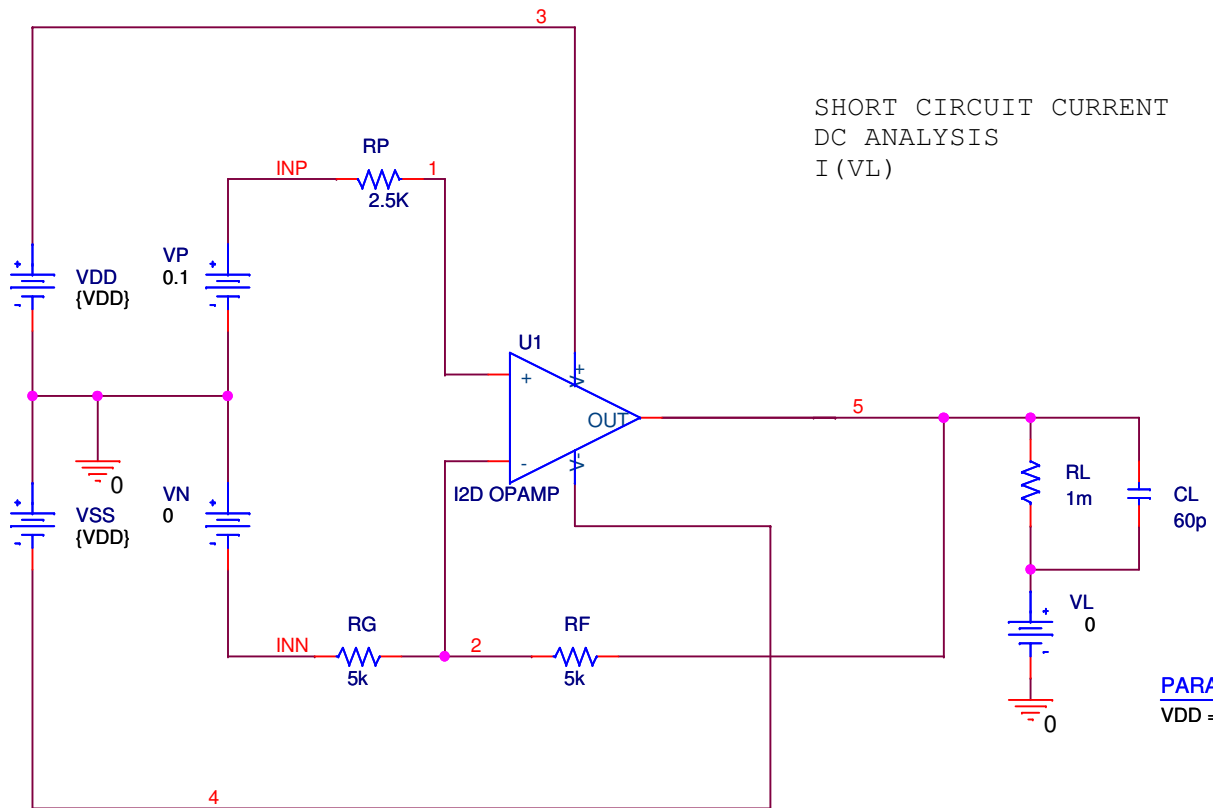 3
SHORT CIRCUIT CURRENT
DC ANALYSIS
I(VL)
RP
INP
1
2.5K
+
VDD
{VDD}
-
VP
0.1
+
-
U1
+
V+
OUT
-
V-
I2D OPAMP
5
0
+
VSS
{VDD}
-
VN
0
+
-
RL
1m
CL
60p
INN
RG
5k
2
RF
5k
VL
0
+
-
0
PARA
VDD =
4